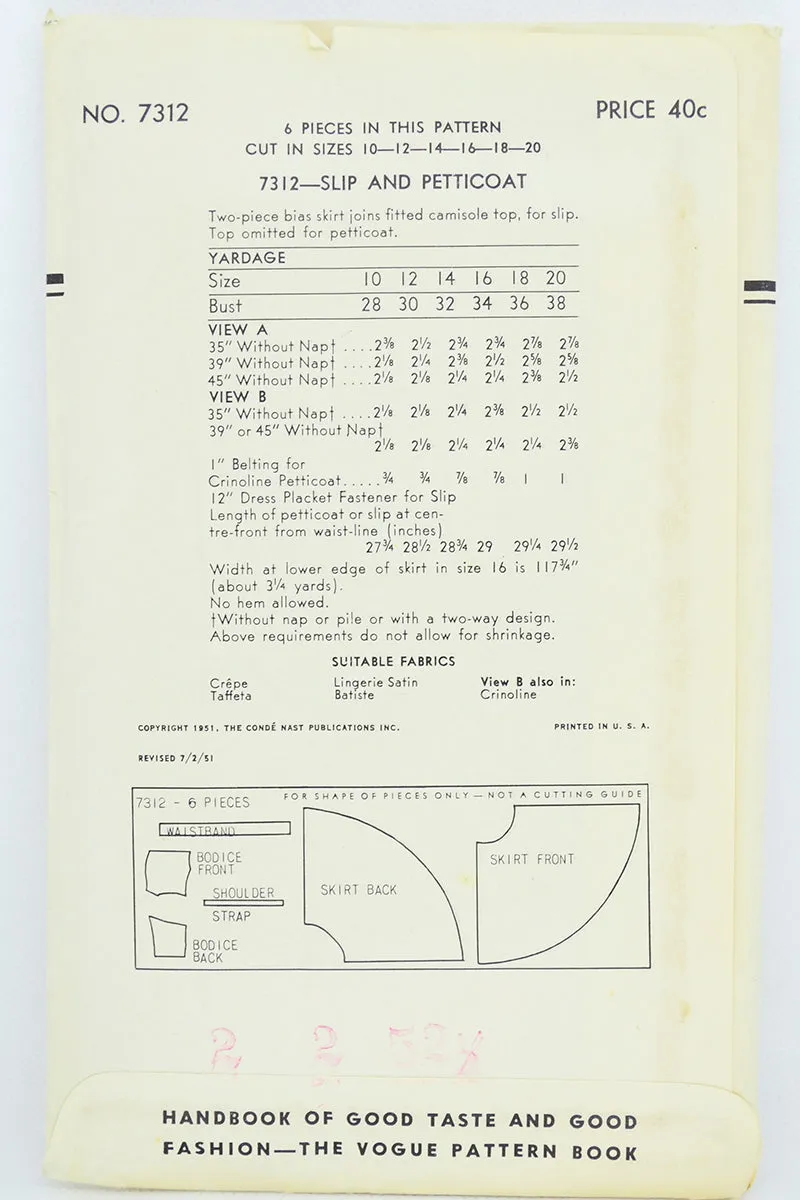 NO. 7312
PRICE 40c
6 PIECES IN THIS PATTERN
CUT IN SIZES 10—12—14—16—18—20
7312—SLIP AND PETTICOAT
Two-piece bias skirt joins fitted camisole top, for slip.
Top omitted for petticoat.
YARDAGE
Size 10 12 14 16 18 20
Bust 28 30 32 34 36 38
VIEW A
35" Without Nap† ....2⅜ 2½ 2¾ 2¾ 2⅞ 2⅞
39" Without Nap† ....2⅛ 2¼ 2⅜ 2½ 2⅝ 2⅝
45" Without Nap† ....2⅛ 2⅛ 2¼ 2¼ 2⅜ 2½
VIEW B
35" Without Nap† ....2⅛ 2⅛ 2¼ 2⅜ 2½ 2½
39" or 45" Without Nap†
2⅛ 2⅛ 2¼ 2¼ 2¼ 2⅜
1" Belting for
Crinoline Petticoat.....¾ ¾ ⅞ ⅞ 1 1
12" Dress Placket Fastener for Slip
Length of petticoat or slip at cen-
tre-front from waist-line (inches)
27¾ 28½ 28¾ 29 29¼ 29½
Width at lower edge of skirt in size 16 is 117¾"
(about 3¼ yards).
No hem allowed.
†Without nap or pile or with a two-way design.
Above requirements do not allow for shrinkage.
SUITABLE FABRICS
Crêpe Lingerie Satin View B also in:
Taffeta Batiste Crinoline
COPYRIGHT 1951, THE CONDÉ NAST PUBLICATIONS INC.
PRINTED IN U. S. A.
REVISED 7/2/51
7312 - 6 PIECES
FOR SHAPE OF PIECES ONLY—NOT A CUTTING GUIDE
WAISTBAND
BODICE
FRONT
SHOULDER
STRAP
BODICE
BACK
SKIRT BACK
SKIRT FRONT
HANDBOOK OF GOOD TASTE AND GOOD
FASHION—THE VOGUE PATTERN BOOK